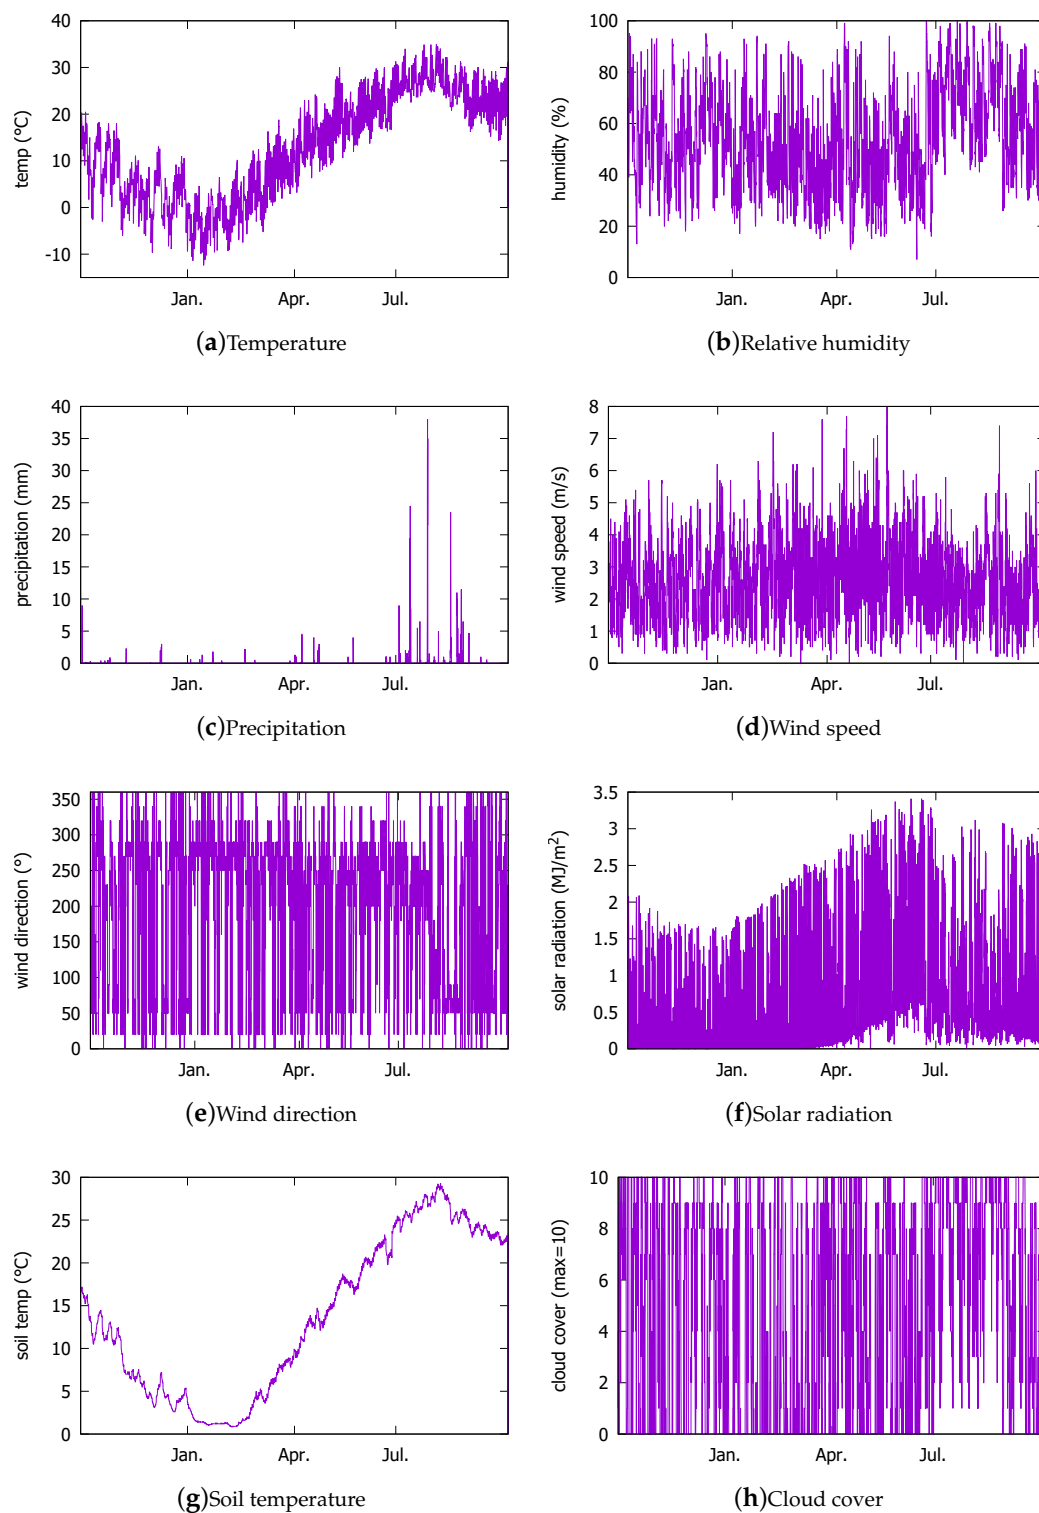 40
30
20
10
0
-10
temp (°C)
Jan.
Apr.
Jul.
(a)Temperature
100
80
60
40
20
0
humidity (%)
Jan.
Apr.
Jul.
(b)Relative humidity
40
35
30
25
20
15
10
5
0
precipitation (mm)
Jan.
Apr.
Jul.
(c)Precipitation
8
7
6
5
4
3
2
1
0
wind speed (m/s)
Jan.
Apr.
Jul.
(d)Wind speed
350
300
250
200
150
100
50
0
wind direction (°)
Jan.
Apr.
Jul.
(e)Wind direction
3.5
3
2.5
2
1.5
1
0.5
0
solar radiation (MJ/m²)
Jan.
Apr.
Jul.
(f)Solar radiation
30
25
20
15
10
5
0
soil temp (°C)
Jan.
Apr.
Jul.
(g)Soil temperature
10
8
6
4
2
0
cloud cover (max=10)
Jan.
Apr.
Jul.
(h)Cloud cover